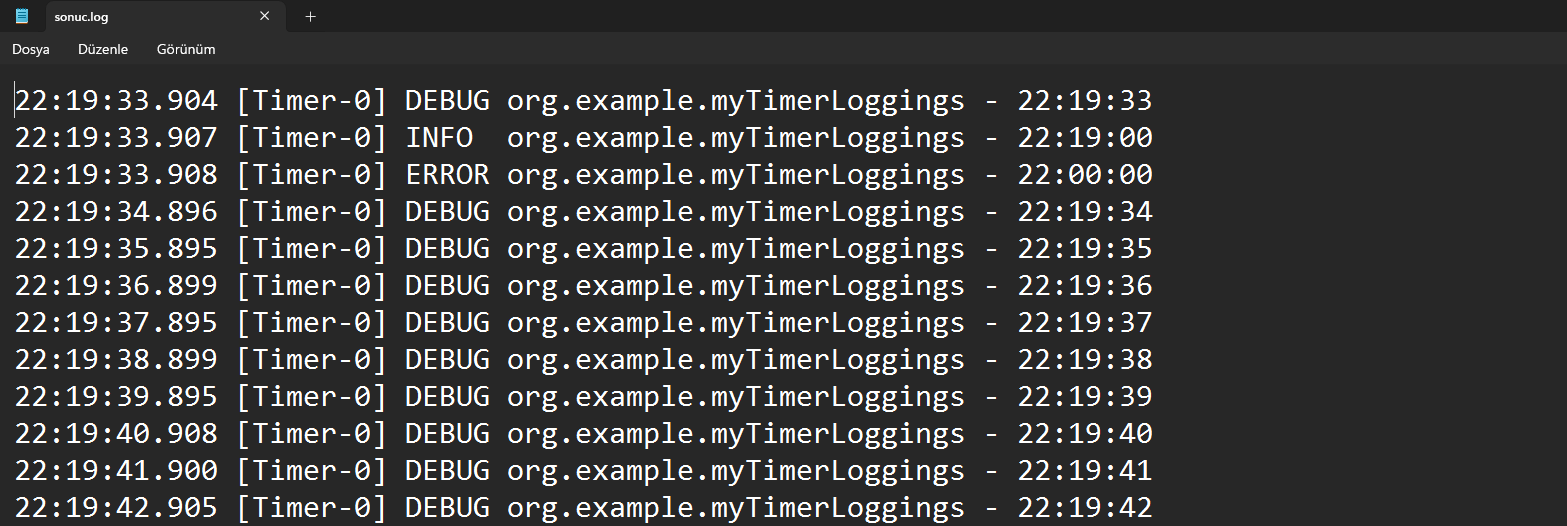 sonuc.log
Dosya Düzenle Görünüm
22:19:33.904 [Timer-0] DEBUG org.example.myTimerLoggings - 22:19:33
22:19:33.907 [Timer-0] INFO  org.example.myTimerLoggings - 22:19:00
22:19:33.908 [Timer-0] ERROR org.example.myTimerLoggings - 22:00:00
22:19:34.896 [Timer-0] DEBUG org.example.myTimerLoggings - 22:19:34
22:19:35.895 [Timer-0] DEBUG org.example.myTimerLoggings - 22:19:35
22:19:36.899 [Timer-0] DEBUG org.example.myTimerLoggings - 22:19:36
22:19:37.895 [Timer-0] DEBUG org.example.myTimerLoggings - 22:19:37
22:19:38.899 [Timer-0] DEBUG org.example.myTimerLoggings - 22:19:38
22:19:39.895 [Timer-0] DEBUG org.example.myTimerLoggings - 22:19:39
22:19:40.908 [Timer-0] DEBUG org.example.myTimerLoggings - 22:19:40
22:19:41.900 [Timer-0] DEBUG org.example.myTimerLoggings - 22:19:41
22:19:42.905 [Timer-0] DEBUG org.example.myTimerLoggings - 22:19:42